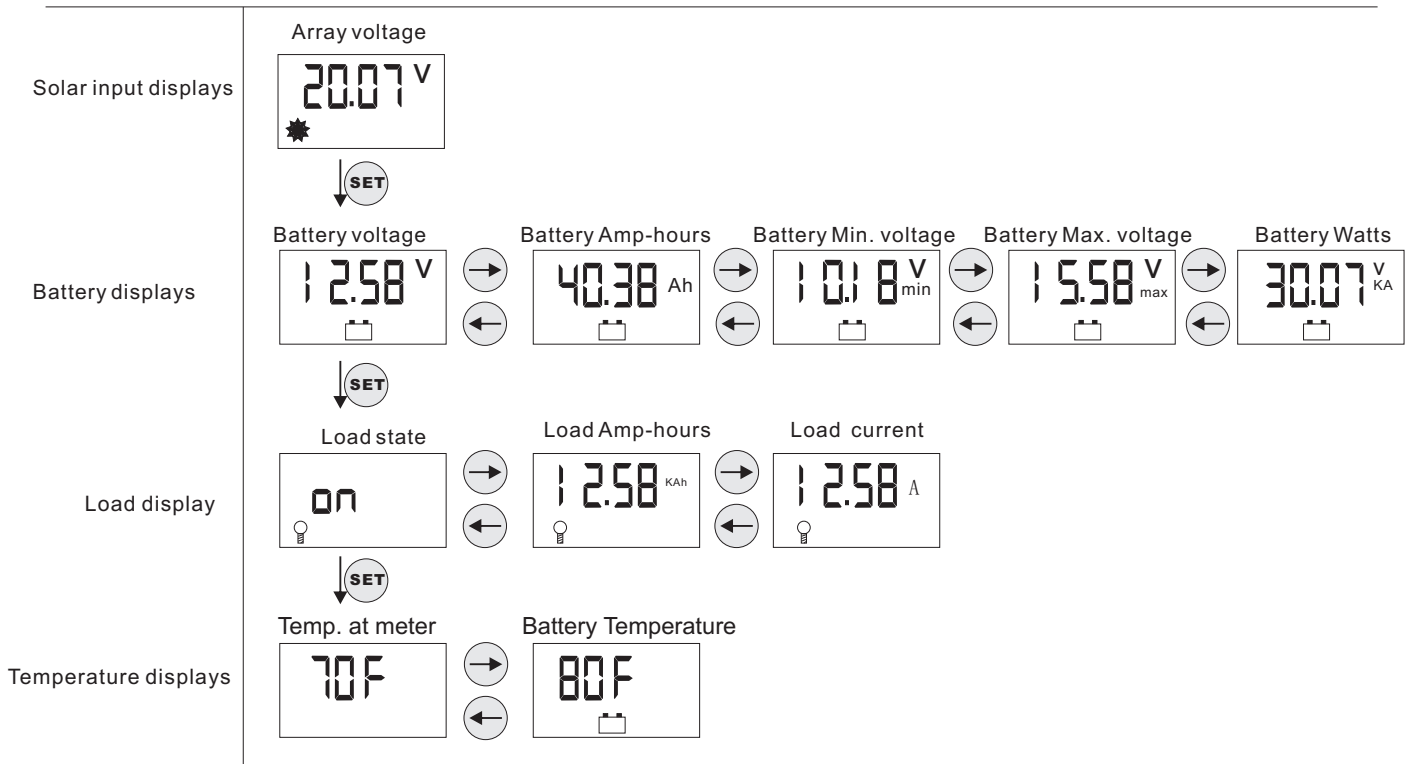 Array voltage
Solar input displays
20.07 V
SET
Battery voltage
Battery Amp-hours
Battery Min. voltage
Battery Max. voltage
Battery Watts
Battery displays
12.58 V
40.38 Ah
10.18 V min
15.58 V max
30.07 V KA
SET
Load state
Load Amp-hours
Load current
Load display
on
12.58 KAh
12.58 A
SET
Temp. at meter
Battery Temperature
Temperature displays
70F
80F